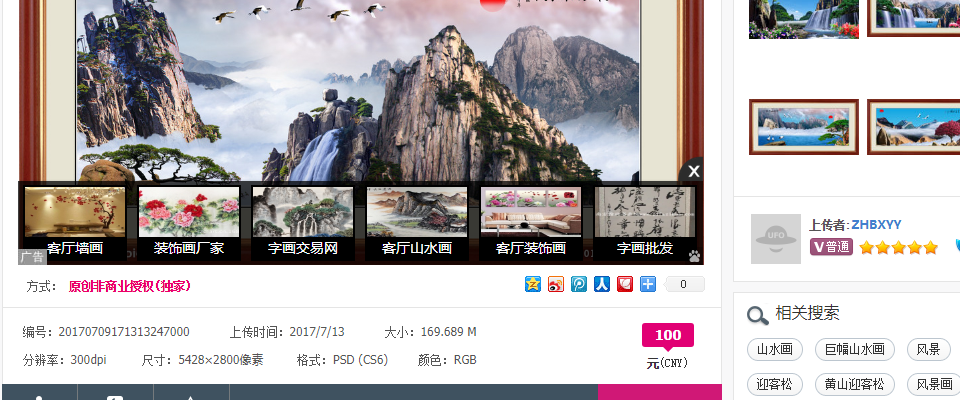 客厅墙画 装饰画厂家 字画交易网 客厅山水画 客厅装饰画 字画批发
广告
方式： 原创非商业授权(独家)
0
编号：20170709171313247000 上传时间：2017/7/13 大小：169.689 M
分辨率：300dpi 尺寸：5428×2800像素 格式：PSD (CS6) 颜色：RGB
100
元(CNY)
UFO
上传者:ZHBXYY
V普通
相关搜索
山水画 巨幅山水画 风景
迎客松 黄山迎客松 风景画